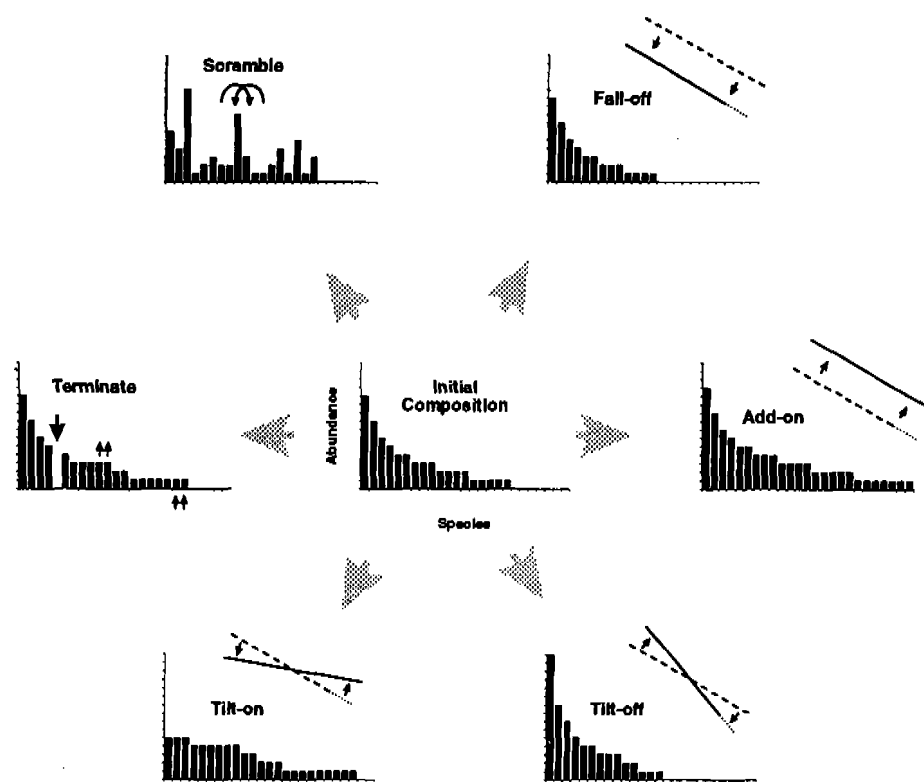 Scramble
Fall-off
Terminate
Initial
Composition
Add-on
Abundance
Species
Tilt-on
Tilt-off